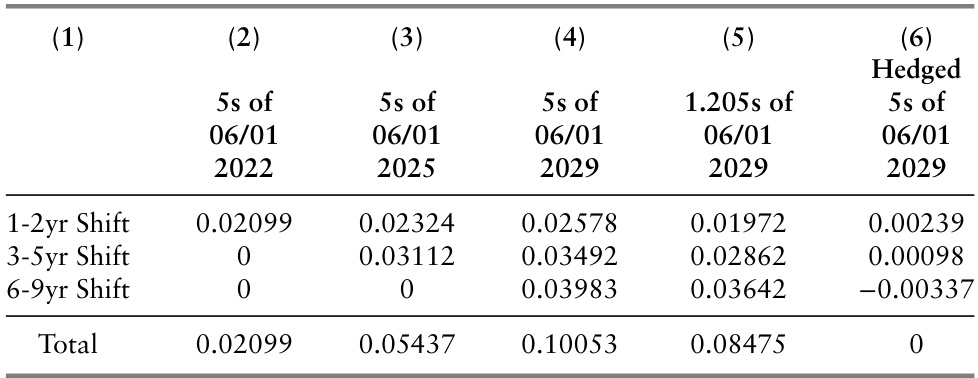 (1) (2) (3) (4) (5) (6)
Hedged
5s of 5s of 5s of 1.205s of 5s of
06/01 06/01 06/01 06/01 06/01
2022 2025 2029 2029 2029
1-2yr Shift 0.02099 0.02324 0.02578 0.01972 0.00239
3-5yr Shift 0 0.03112 0.03492 0.02862 0.00098
6-9yr Shift 0 0 0.03983 0.03642 −0.00337
Total 0.02099 0.05437 0.10053 0.08475 0